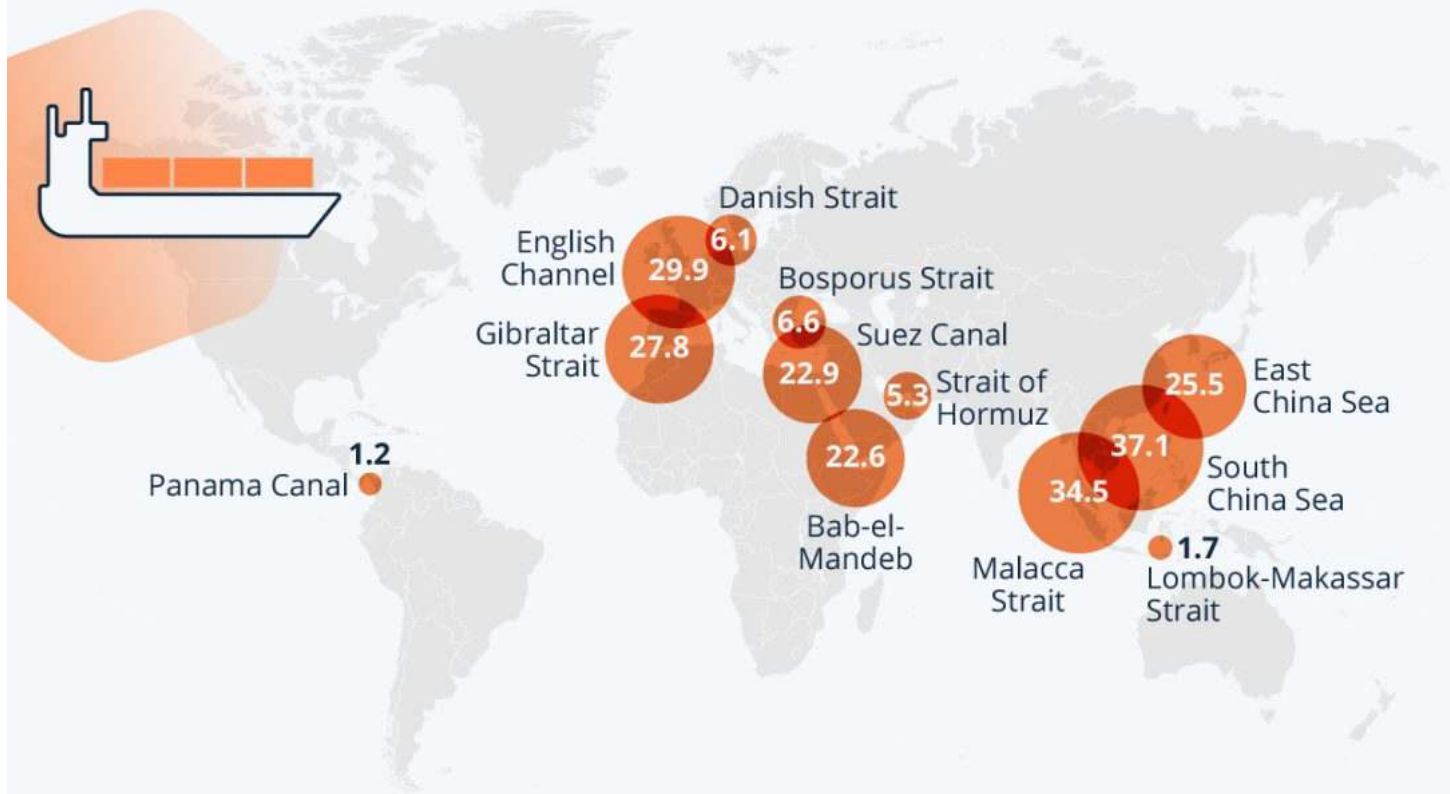 Danish Strait
6.1
English
Channel
29.9
Bosporus Strait
6.6
Gibraltar
Strait
27.8
Suez Canal
22.9
5.3
Strait of
Hormuz
25.5
East
China Sea
1.2
Panama Canal
22.6
Bab-el-
Mandeb
37.1
South
China Sea
34.5
Malacca
Strait
1.7
Lombok-Makassar
Strait